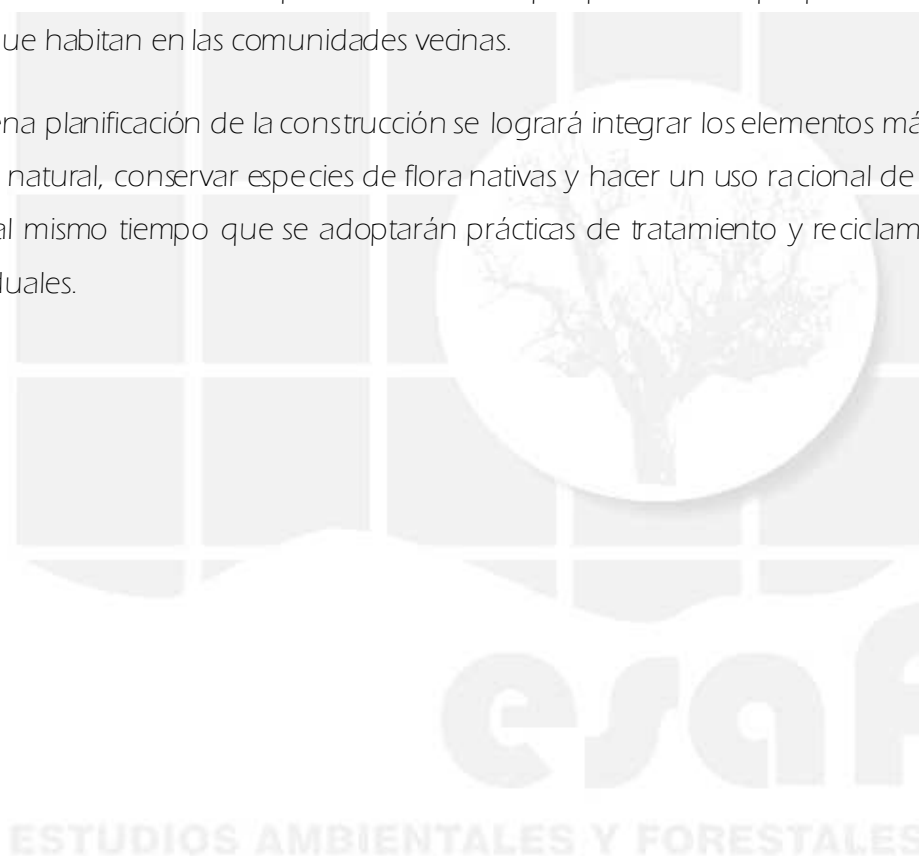 ue habitan en las comunidades vecinas.
ena planificación de la construcción se logrará integrar los elementos má
natural, conservar especies de flora nativas y hacer un uso racional de
al mismo tiempo que se adoptarán prácticas de tratamiento y reciclam
duales.
esaf
ESTUDIOS AMBIENTALES Y FORESTALES